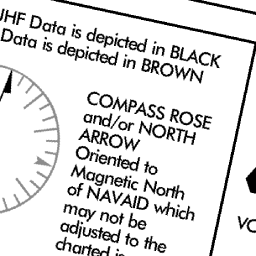 UHF Data is depicted in BLACK
Data is depicted in BROWN
COMPASS ROSE
and/or NORTH
ARROW
Oriented to
Magnetic North
of NAVAID which
may not be
adjusted to the
charted